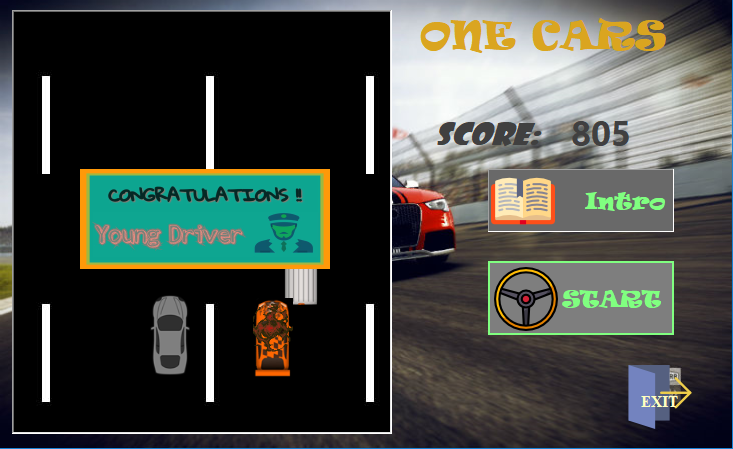 ONE CARS
SCORE: 805
CONGRATULATIONS !!
Young Driver
Intro
START
EXIT